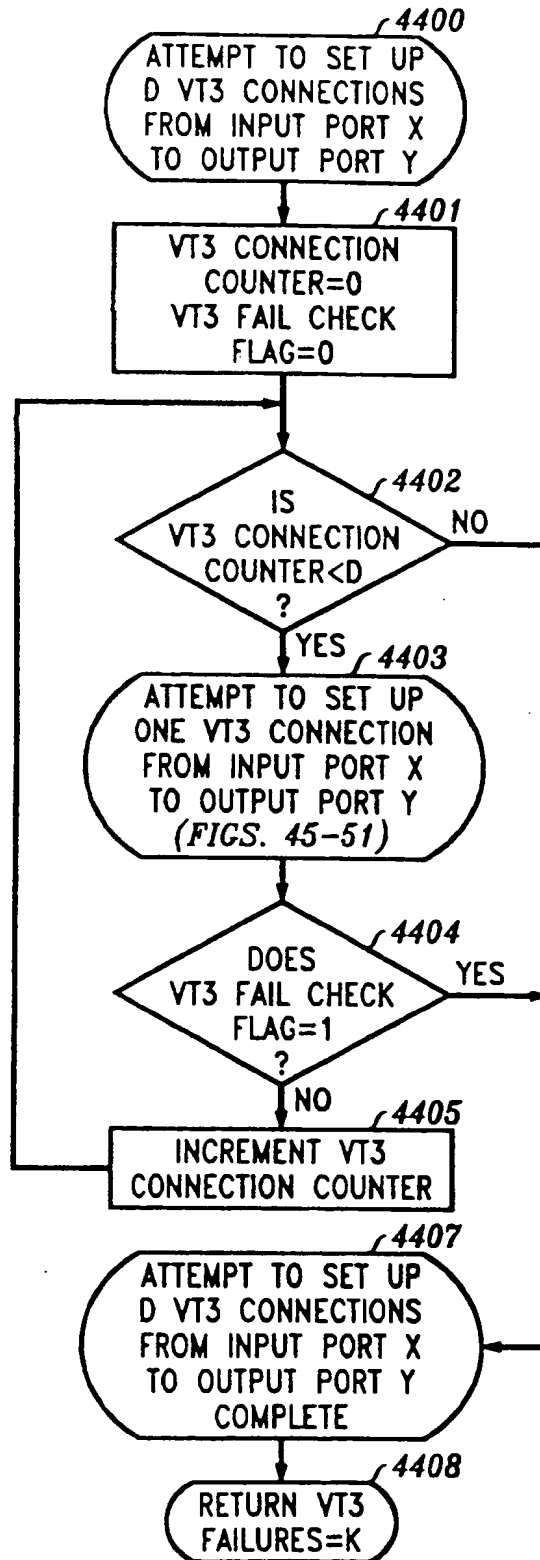 4400
ATTEMPT TO SET UP
D VT3 CONNECTIONS
FROM INPUT PORT X
TO OUTPUT PORT Y
4401
VT3 CONNECTION
COUNTER=0
VT3 FAIL CHECK
FLAG=0
4402
IS
VT3 CONNECTION
COUNTER<D
?
NO
YES
4403
ATTEMPT TO SET UP
ONE VT3 CONNECTION
FROM INPUT PORT X
TO OUTPUT PORT Y
(FIGS. 45-51)
4404
DOES
VT3 FAIL CHECK
FLAG=1
?
YES
NO
4405
INCREMENT VT3
CONNECTION COUNTER
4407
ATTEMPT TO SET UP
D VT3 CONNECTIONS
FROM INPUT PORT X
TO OUTPUT PORT Y
COMPLETE
4408
RETURN VT3
FAILURES=K